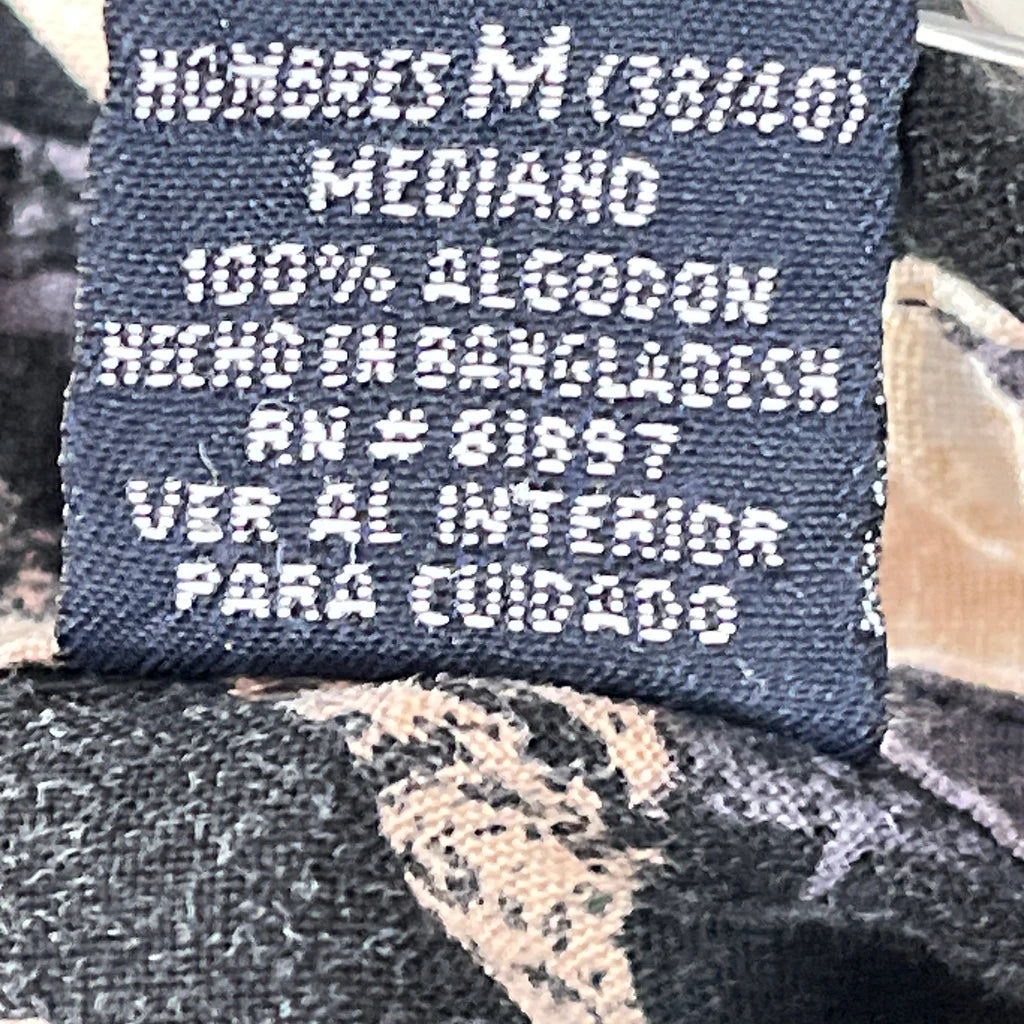 HOMBRES M (38/40)
MEDIANO
100% ALGODON
HECHO EN BANGLADESH
RN # 81897
VER AL INTERIOR
PARA CUIDADO